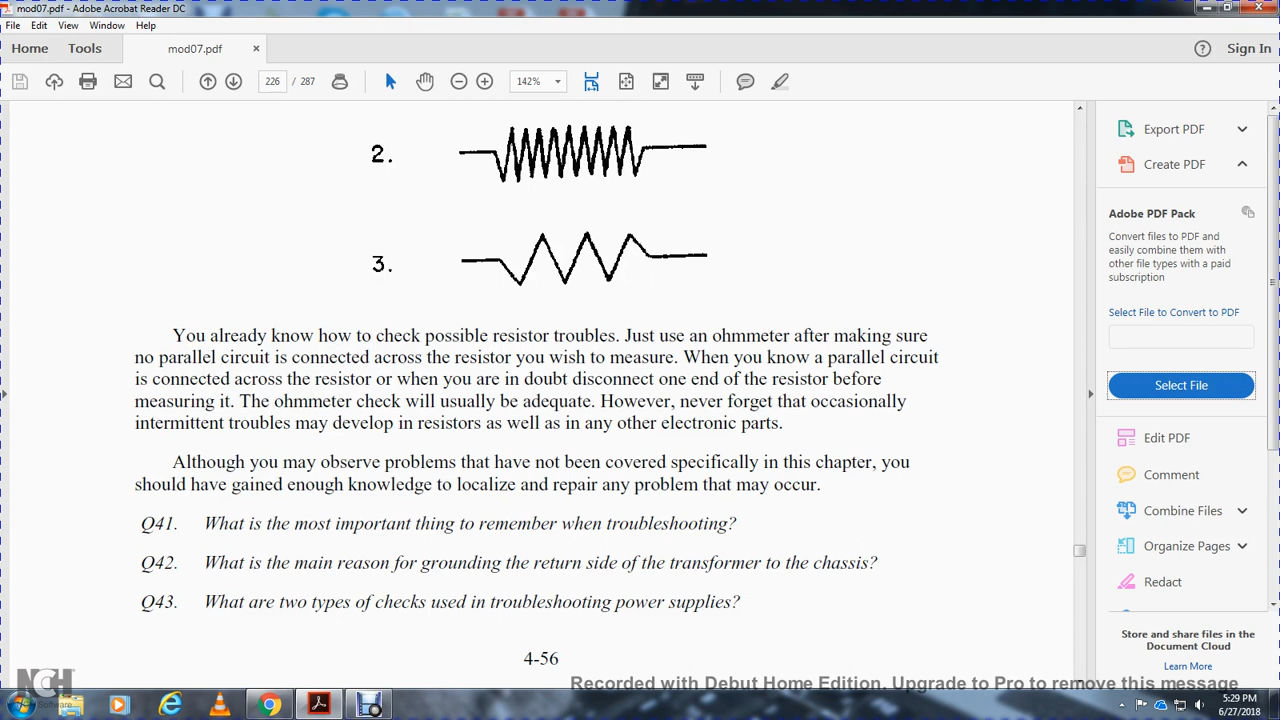 mod07.pdf - Adobe Acrobat Reader DC
File Edit View Window Help
Home Tools mod07.pdf × ? Sign In
226 / 287 142%
2.
3.
You already know how to check possible resistor troubles. Just use an ohmmeter after making sure
no parallel circuit is connected across the resistor you wish to measure. When you know a parallel circuit
is connected across the resistor or when you are in doubt disconnect one end of the resistor before
measuring it. The ohmmeter check will usually be adequate. However, never forget that occasionally
intermittent troubles may develop in resistors as well as in any other electronic parts.
Although you may observe problems that have not been covered specifically in this chapter, you
should have gained enough knowledge to localize and repair any problem that may occur.
Q41. What is the most important thing to remember when troubleshooting?
Q42. What is the main reason for grounding the return side of the transformer to the chassis?
Q43. What are two types of checks used in troubleshooting power supplies?
4-56
Export PDF
Create PDF
Adobe PDF Pack
Convert files to PDF and
easily combine them with
other file types with a paid
subscription
Select File to Convert to PDF
Select File
Edit PDF
Comment
Combine Files
Organize Pages
Redact
Store and share files in the
Document Cloud
Learn More
NCH
Software
Recorded with Debut Home Edition. Upgrade to Pro to remove this message
5:29 PM
6/27/2018